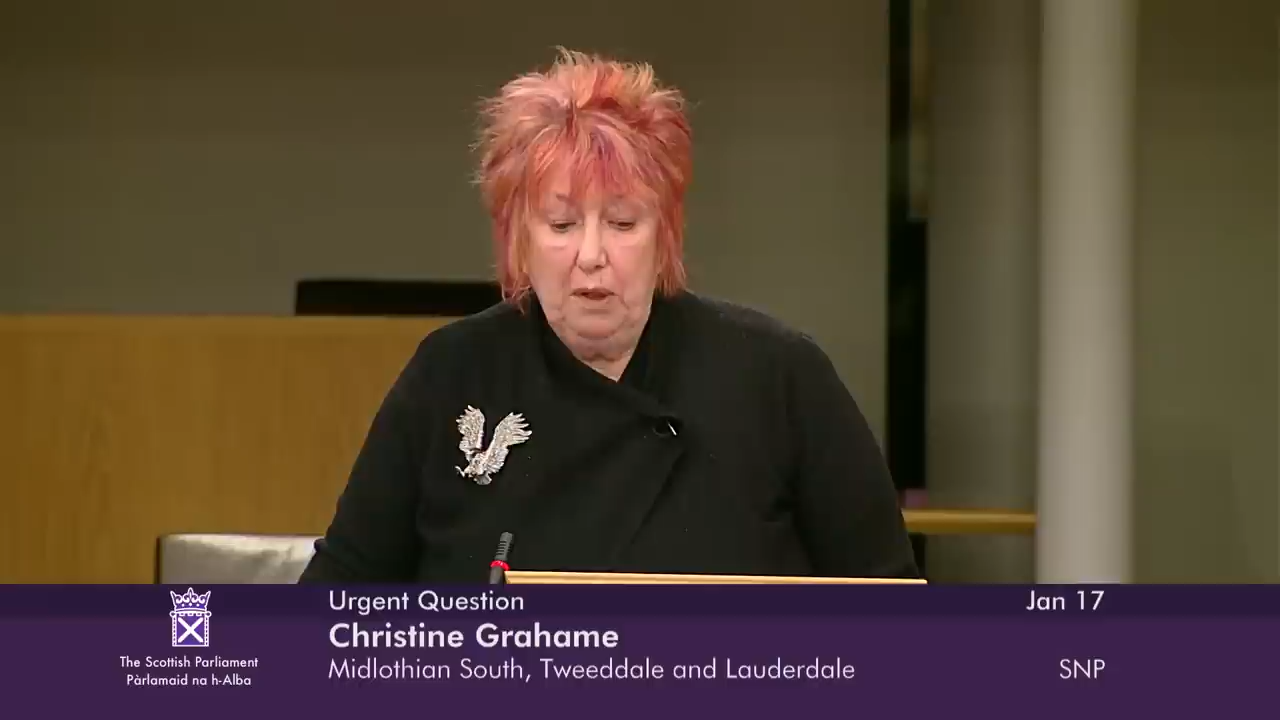 Urgent Question
Jan 17
Christine Grahame
Midlothian South, Tweeddale and Lauderdale
SNP
The Scottish Parliament
Pàrlamaid na h-Alba